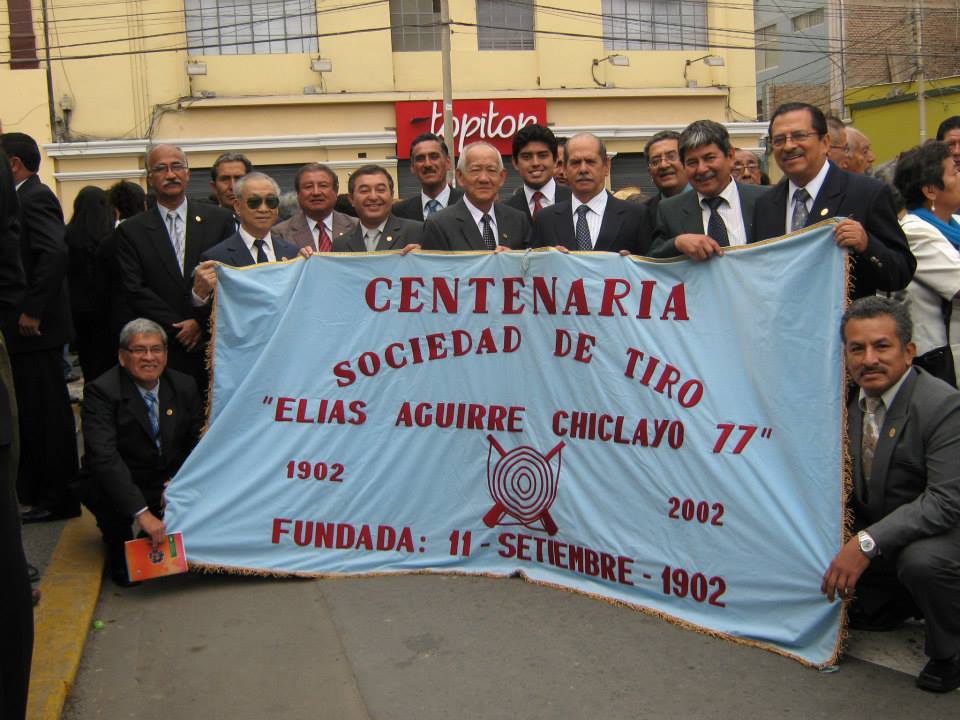 topitop
CENTENARIA
SOCIEDAD DE TIRO
"ELIAS AGUIRRE CHICLAYO 77"
1902
2002
FUNDADA: 11 - SETIEMBRE - 1902